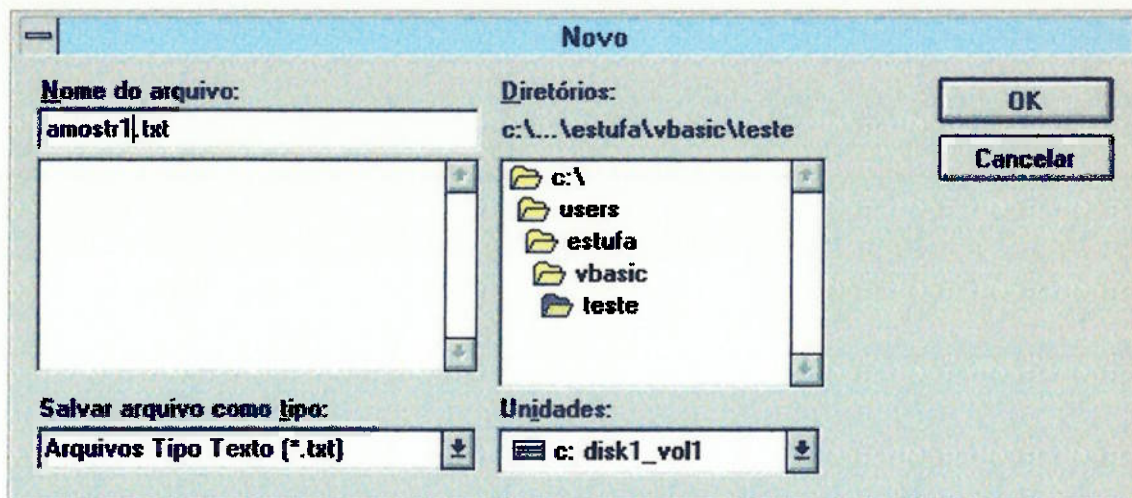 Novo
Nome do arquivo:
amostr1.txt
Diretórios:
c:\...\estufa\vbasic\teste
c:\
users
estufa
vbasic
teste
OK
Cancelar
Salvar arquivo como tipo:
Arquivos Tipo Texto (*.txt)
Unidades:
c: disk1_vol1